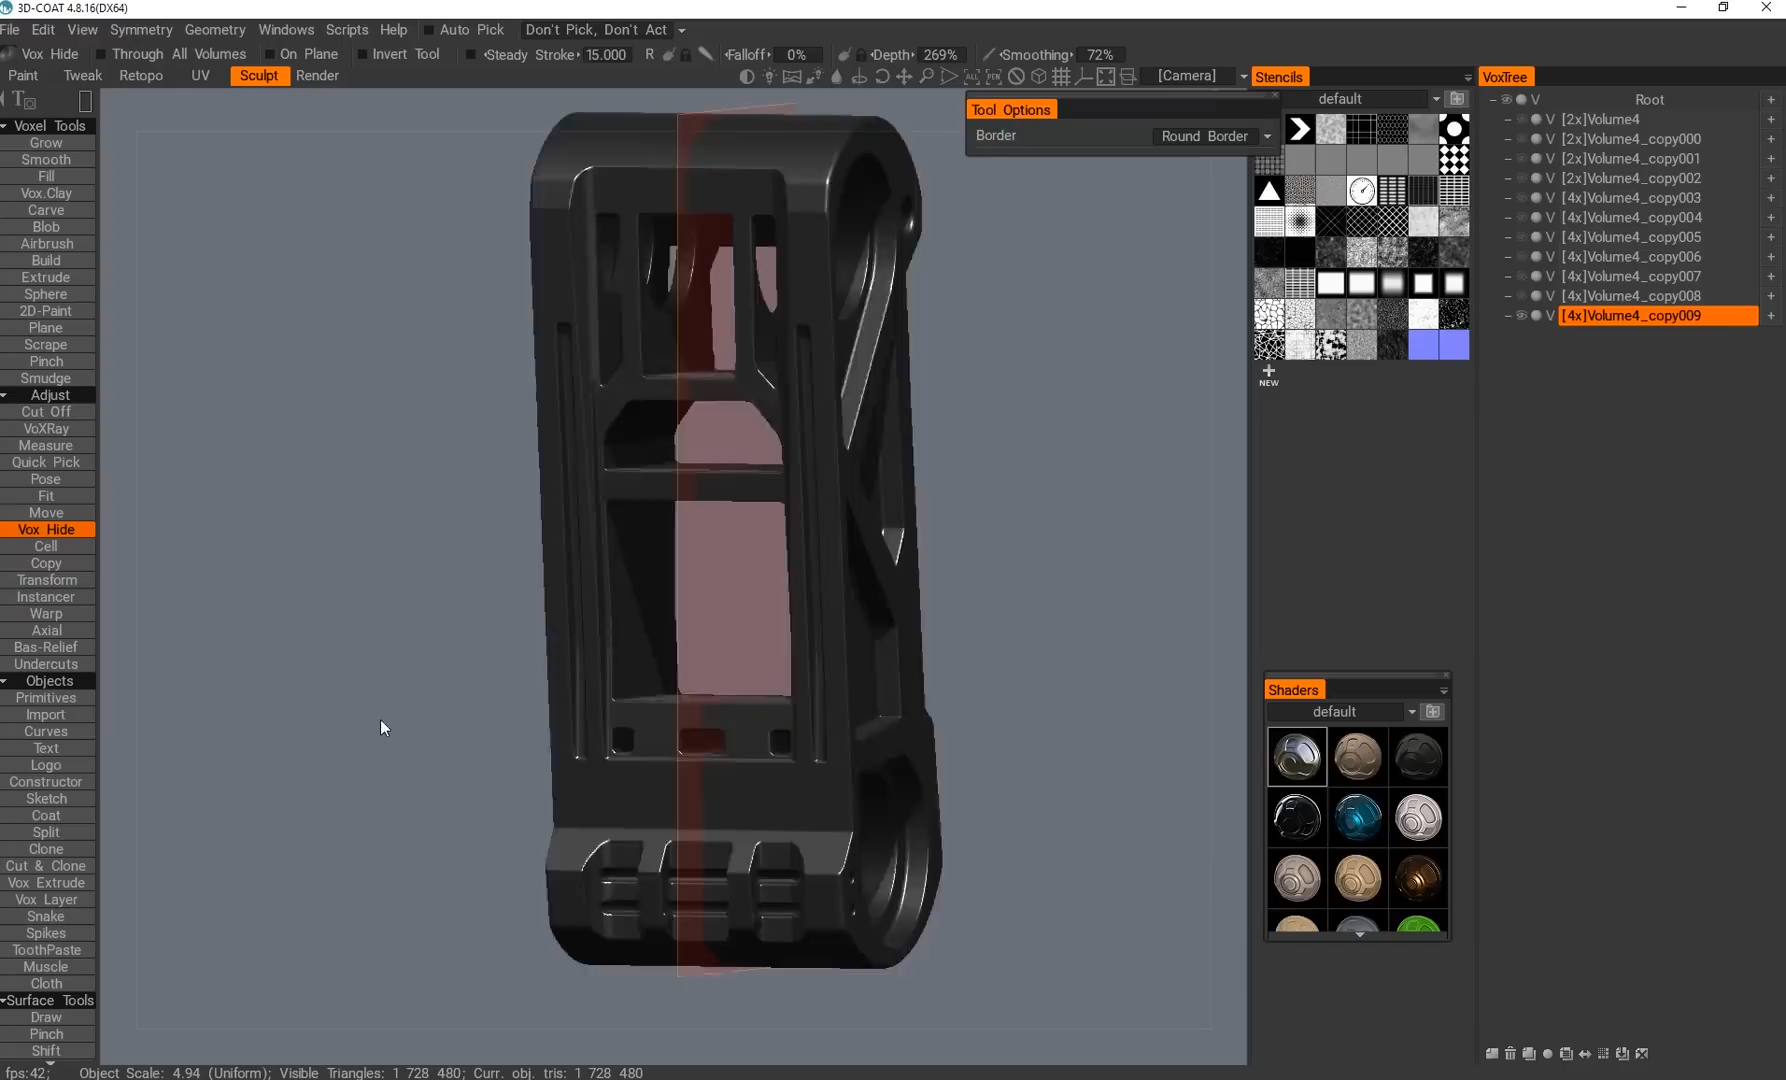 3D-COAT 4.8.16(DX64)
File Edit View Symmetry Geometry Windows Scripts Help Auto Pick Don't Pick, Don't Act
Vox Hide Through All Volumes On Plane Invert Tool Steady Stroke 15.000 R Falloff 0% Depth 269% Smoothing 72%
Paint Tweak Retopo UV Sculpt Render ALL PEN [Camera] Stencils VoxTree
Voxel Tools
Grow
Smooth
Fill
Vox.Clay
Carve
Blob
Airbrush
Build
Extrude
Sphere
2D-Paint
Plane
Scrape
Pinch
Smudge
Adjust
Cut Off
VoXRay
Measure
Quick Pick
Pose
Fit
Move
Vox Hide
Cell
Copy
Transform
Instancer
Warp
Axial
Bas-Relief
Undercuts
Objects
Primitives
Import
Curves
Text
Logo
Constructor
Sketch
Coat
Split
Clone
Cut & Clone
Vox Extrude
Vox Layer
Snake
Spikes
ToothPaste
Muscle
Cloth
Surface Tools
Draw
Pinch
Shift
Tool Options
Border Round Border
default
NEW
Shaders
default
V Root +
V [2x]Volume4 +
V [2x]Volume4_copy000 +
V [2x]Volume4_copy001 +
V [2x]Volume4_copy002 +
V [4x]Volume4_copy003 +
V [4x]Volume4_copy004 +
V [4x]Volume4_copy005 +
V [4x]Volume4_copy006 +
V [4x]Volume4_copy007 +
V [4x]Volume4_copy008 +
V [4x]Volume4_copy009 +
fps:42; Object Scale: 4.94 (Uniform); Visible Triangles: 1 728 480; Curr. obj. tris: 1 728 480